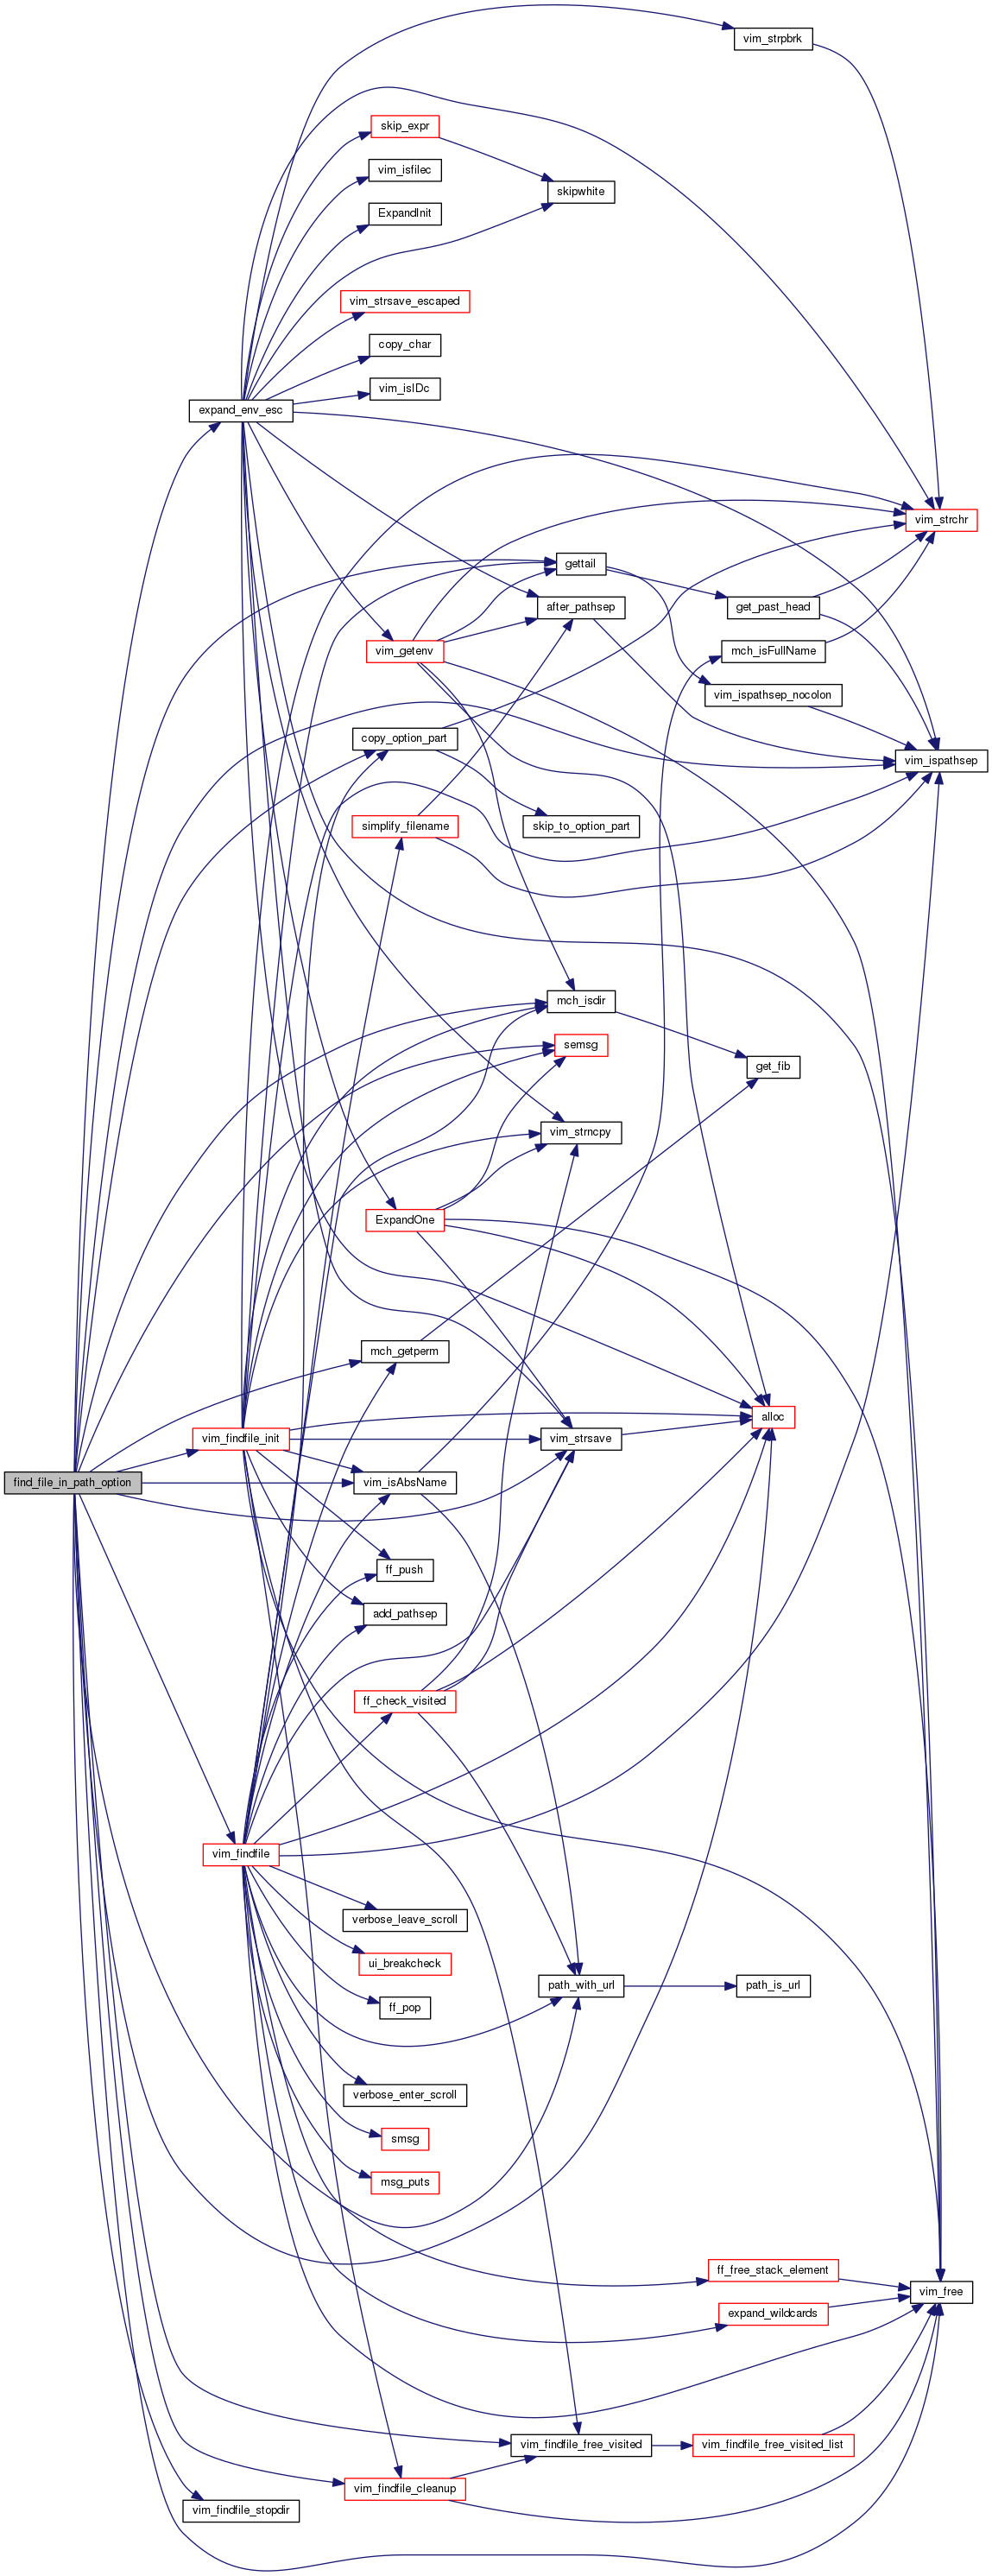 vim_strpbrk
skip_expr
vim_isfilec
skipwhite
ExpandInit
vim_strsave_escaped
copy_char
vim_isIDc
expand_env_esc
vim_strchr
gettail
get_past_head
after_pathsep
vim_getenv
mch_isFullName
vim_ispathsep_nocolon
copy_option_part
vim_ispathsep
simplify_filename
skip_to_option_part
mch_isdir
semsg
get_fib
vim_strncpy
ExpandOne
mch_getperm
alloc
vim_findfile_init
vim_strsave
find_file_in_path_option
vim_isAbsName
ff_push
add_pathsep
ff_check_visited
vim_findfile
verbose_leave_scroll
ui_breakcheck
path_with_url
path_is_url
ff_pop
verbose_enter_scroll
smsg
msg_puts
ff_free_stack_element
vim_free
expand_wildcards
vim_findfile_free_visited
vim_findfile_free_visited_list
vim_findfile_cleanup
vim_findfile_stopdir